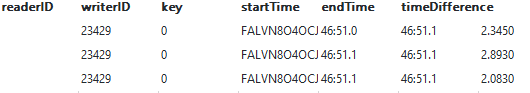 readerID writerID key startTime endTime timeDifference
23429 0 FALVN8O4OCJ 46:51.0 46:51.1 2.3450
23429 0 FALVN8O4OCJ 46:51.1 46:51.1 2.8930
23429 0 FALVN8O4OCJ 46:51.1 46:51.1 2.0830